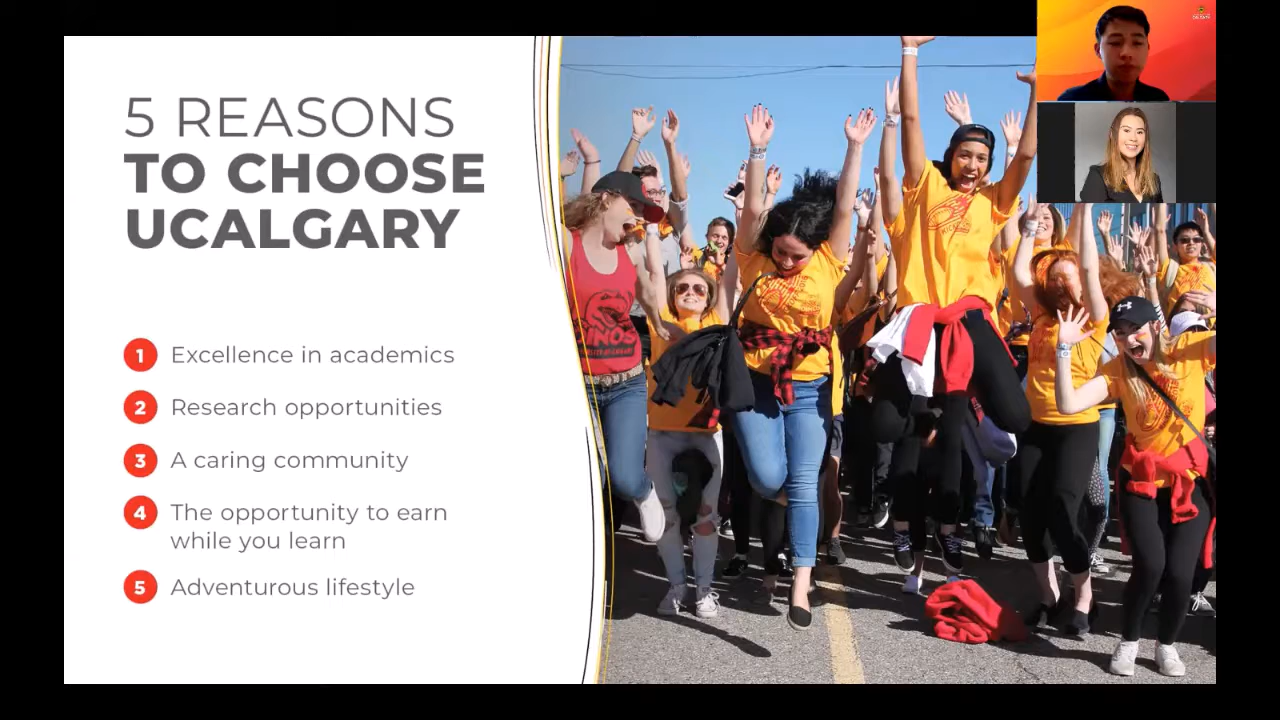 5 REASONS
TO CHOOSE
UCALGARY
1 Excellence in academics
2 Research opportunities
3 A caring community
4 The opportunity to earn
while you learn
5 Adventurous lifestyle